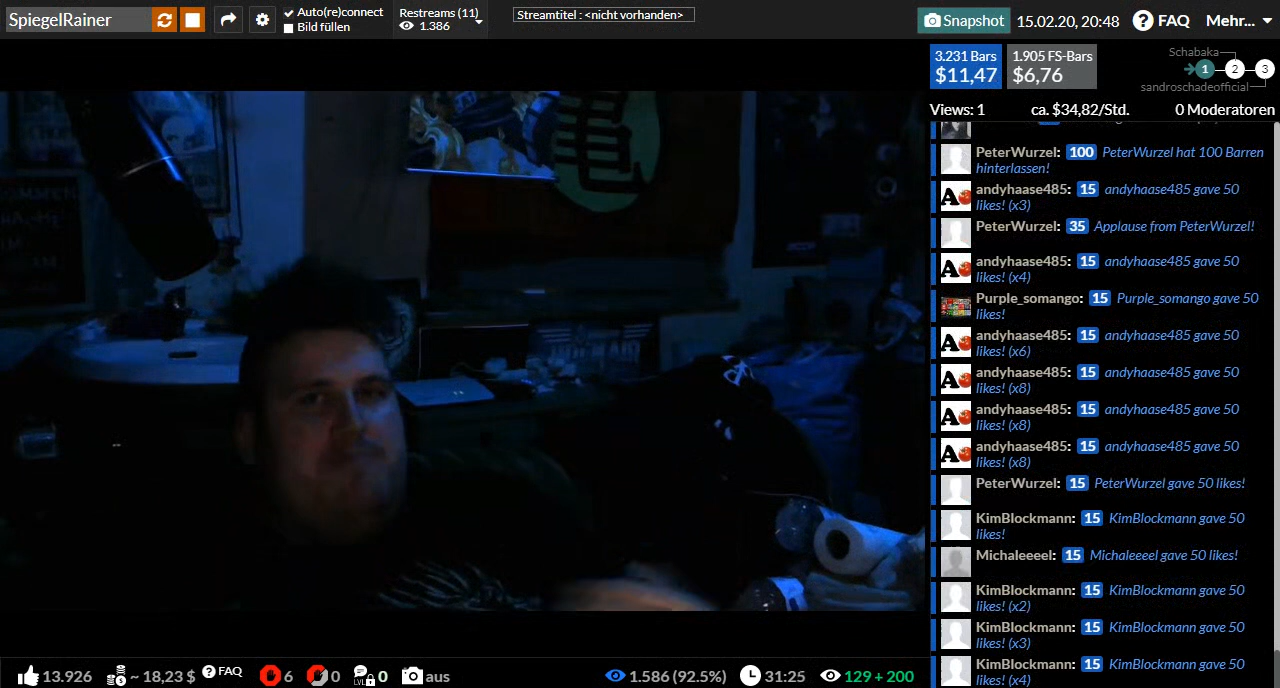 SpiegelRainer
Auto(re)connect
Bild füllen
Restreams (11)
1.386
Streamtitel : <nicht vorhanden>
Snapshot
15.02.20, 20:48
FAQ
Mehr...
3.231 Bars
$11,47
1.905 FS-Bars
$6,76
Schabaka
1 2 3
sandroschadeofficial
Views: 1 ca. $34,82/Std. 0 Moderatoren
PeterWurzel: 100 PeterWurzel hat 100 Barren
hinterlassen!
andyhaase485: 15 andyhaase485 gave 50
likes! (x3)
PeterWurzel: 35 Applause from PeterWurzel!
andyhaase485: 15 andyhaase485 gave 50
likes! (x4)
Purple_somango: 15 Purple_somango gave 50
likes!
andyhaase485: 15 andyhaase485 gave 50
likes! (x6)
andyhaase485: 15 andyhaase485 gave 50
likes! (x8)
andyhaase485: 15 andyhaase485 gave 50
likes! (x8)
andyhaase485: 15 andyhaase485 gave 50
likes! (x8)
PeterWurzel: 15 PeterWurzel gave 50 likes!
KimBlockmann: 15 KimBlockmann gave 50
likes!
Michaleeeel: 15 Michaleeeel gave 50 likes!
KimBlockmann: 15 KimBlockmann gave 50
likes! (x2)
KimBlockmann: 15 KimBlockmann gave 50
likes! (x3)
KimBlockmann: 15 KimBlockmann gave 50
likes! (x4)
13.926 ~ 18,23 $ FAQ 6 0 LVL 0 aus 1.586 (92.5%) 31:25 129 + 200